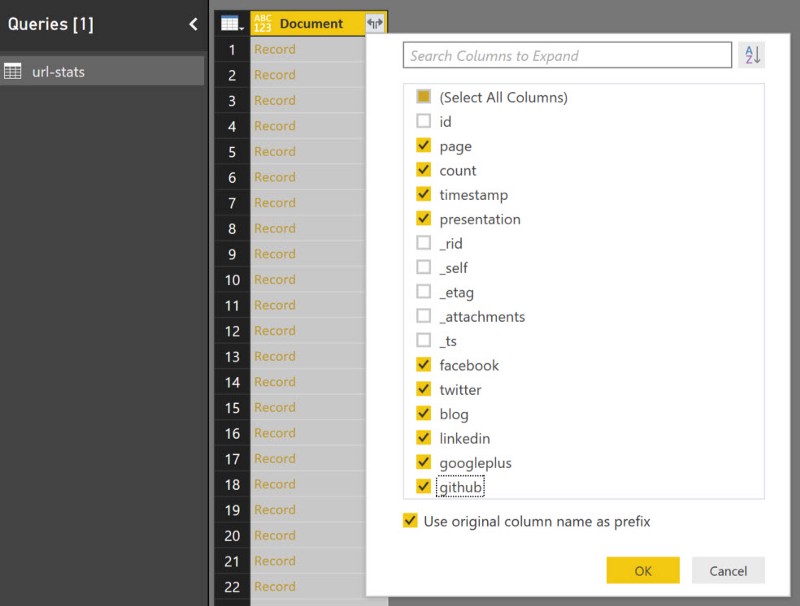 Queries [1]
url-stats
ABC
123
Document
1 Record
2 Record
3 Record
4 Record
5 Record
6 Record
7 Record
8 Record
9 Record
10 Record
11 Record
12 Record
13 Record
14 Record
15 Record
16 Record
17 Record
18 Record
19 Record
20 Record
21 Record
22 Record
Search Columns to Expand
A
Z
(Select All Columns)
id
page
count
timestamp
presentation
_rid
_self
_etag
_attachments
_ts
facebook
twitter
blog
linkedin
googleplus
github
Use original column name as prefix
OK Cancel